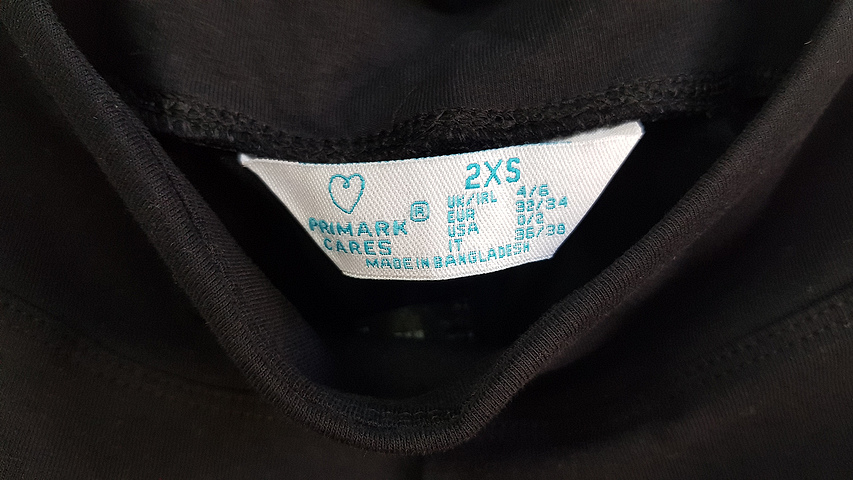 2XS
PRIMARK®
CARES
UK/IRL 4/6
EUR 32/34
USA 0/2
IT 36/38
MADE IN BANGLADESH